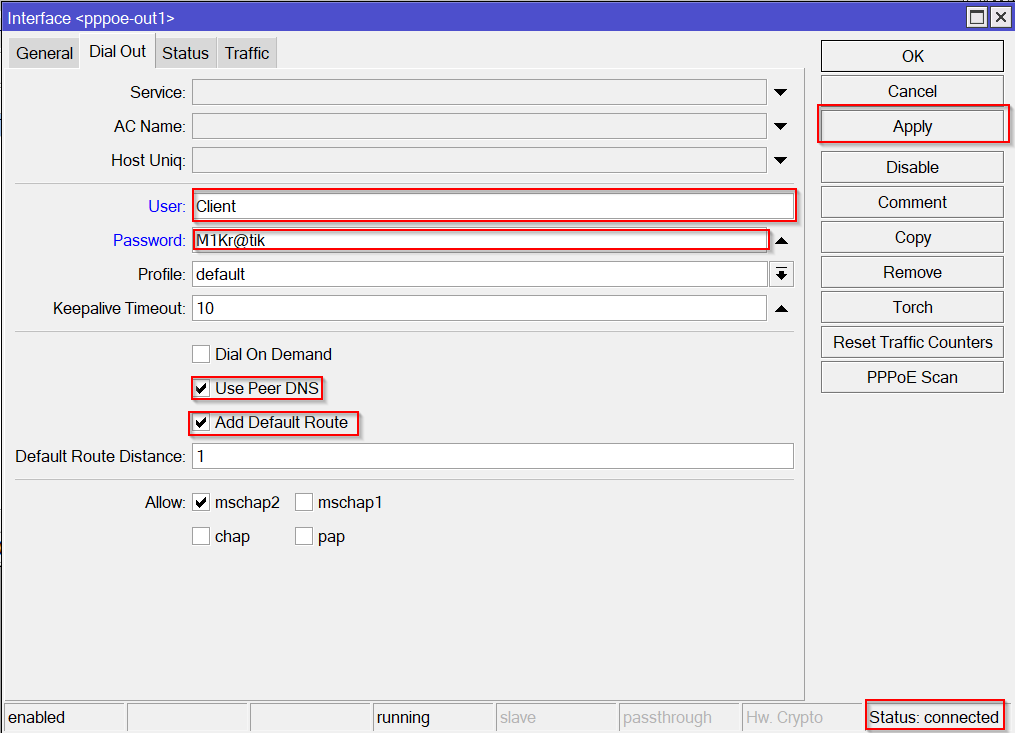 Interface <pppoe-out1>
General Dial Out Status Traffic
Service:
AC Name:
Host Uniq:
User: Client
Password: M1Kr@tik
Profile: default
Keepalive Timeout: 10
Dial On Demand
Use Peer DNS
Add Default Route
Default Route Distance: 1
Allow: mschap2 mschap1
chap pap
OK
Cancel
Apply
Disable
Comment
Copy
Remove
Torch
Reset Traffic Counters
PPPoE Scan
enabled running slave passthrough Hw. Crypto Status: connected